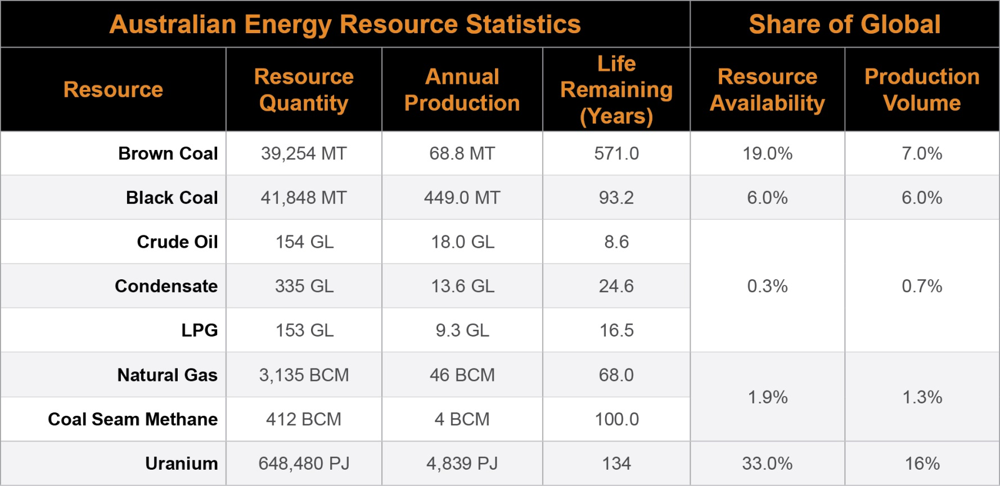 Australian Energy Resource Statistics Share of Global
Resource Resource Quantity Annual Production Life Remaining (Years) Resource Availability Production Volume
Brown Coal 39,254 MT 68.8 MT 571.0 19.0% 7.0%
Black Coal 41,848 MT 449.0 MT 93.2 6.0% 6.0%
Crude Oil 154 GL 18.0 GL 8.6
Condensate 335 GL 13.6 GL 24.6 0.3% 0.7%
LPG 153 GL 9.3 GL 16.5
Natural Gas 3,135 BCM 46 BCM 68.0
1.9% 1.3%
Coal Seam Methane 412 BCM 4 BCM 100.0
Uranium 648,480 PJ 4,839 PJ 134 33.0% 16%